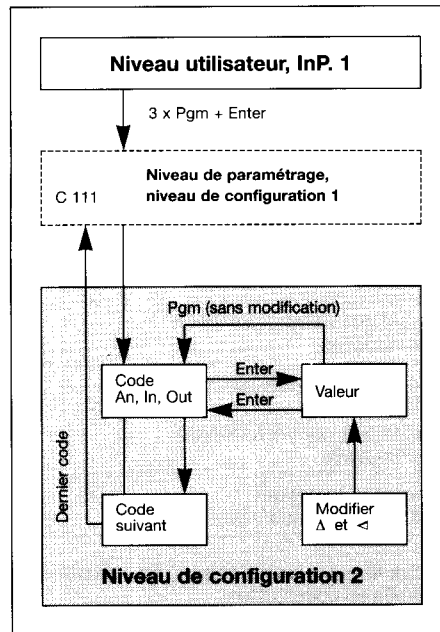 Niveau utilisateur, InP. 1
3 x Pgm + Enter
Niveau de paramétrage,
niveau de configuration 1
C 111
Pgm (sans modification)
Code
An, In, Out
Enter
Enter
Valeur
Dernier code
Code
suivant
Modifier
Δ et ◁
Niveau de configuration 2